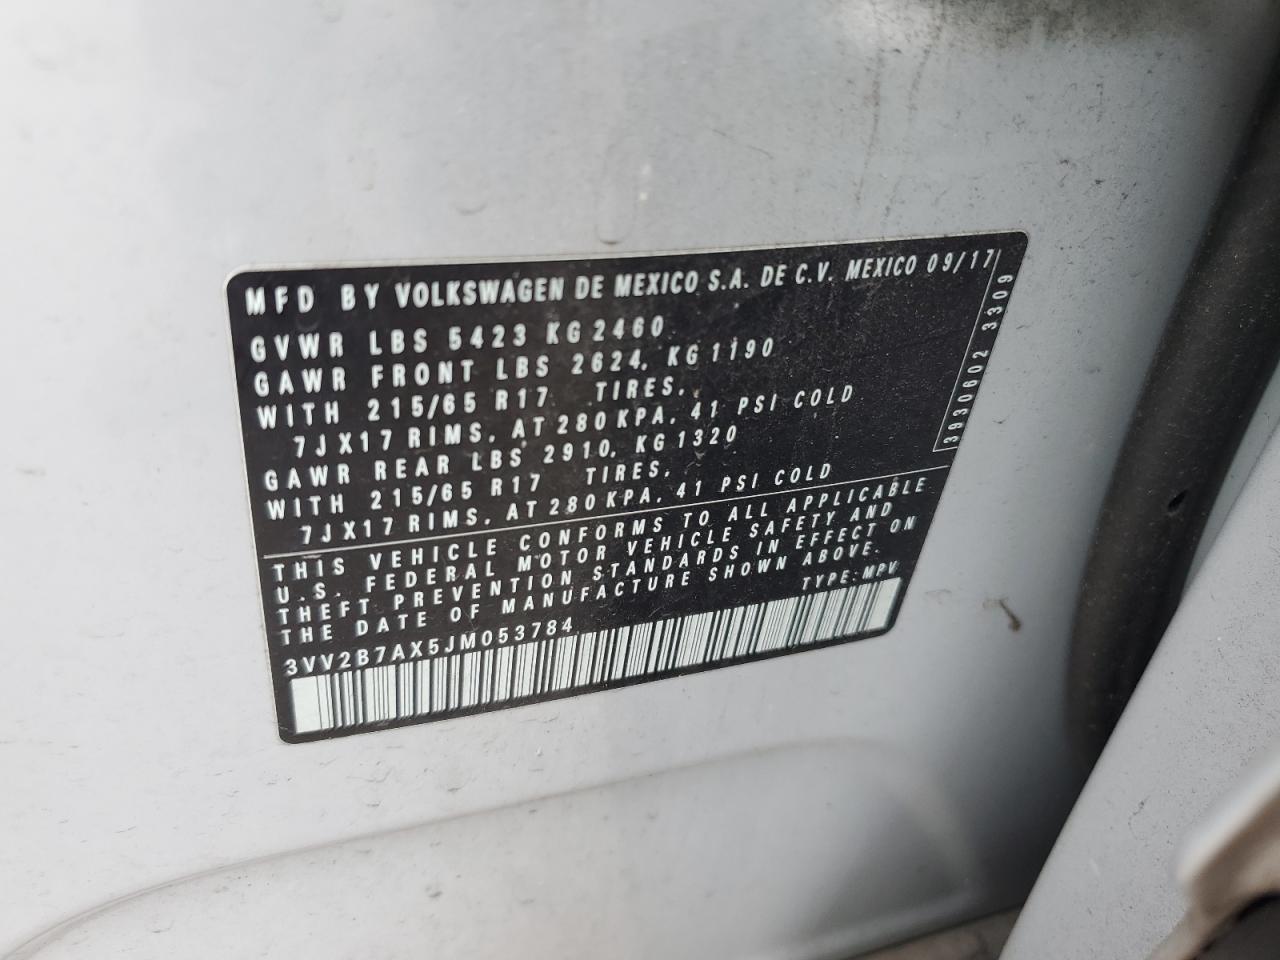 MFD BY VOLKSWAGEN DE MEXICO S.A. DE C.V. MEXICO 09/17
GVWR LBS 5423 KG 2460
GAWR FRONT LBS 2624, KG 1190
WITH 215/65 R17 TIRES,
7JX17 RIMS, AT 280 KPA, 41 PSI COLD
GAWR REAR LBS 2910, KG 1320
WITH 215/65 R17 TIRES,
7JX17 RIMS, AT 280 KPA, 41 PSI COLD
3930602 3309
THIS VEHICLE CONFORMS TO ALL APPLICABLE
U.S. FEDERAL MOTOR VEHICLE SAFETY AND
THEFT PREVENTION STANDARDS IN EFFECT ON
THE DATE OF MANUFACTURE SHOWN ABOVE.
TYPE: MPV
3VV2B7AX5JM053784